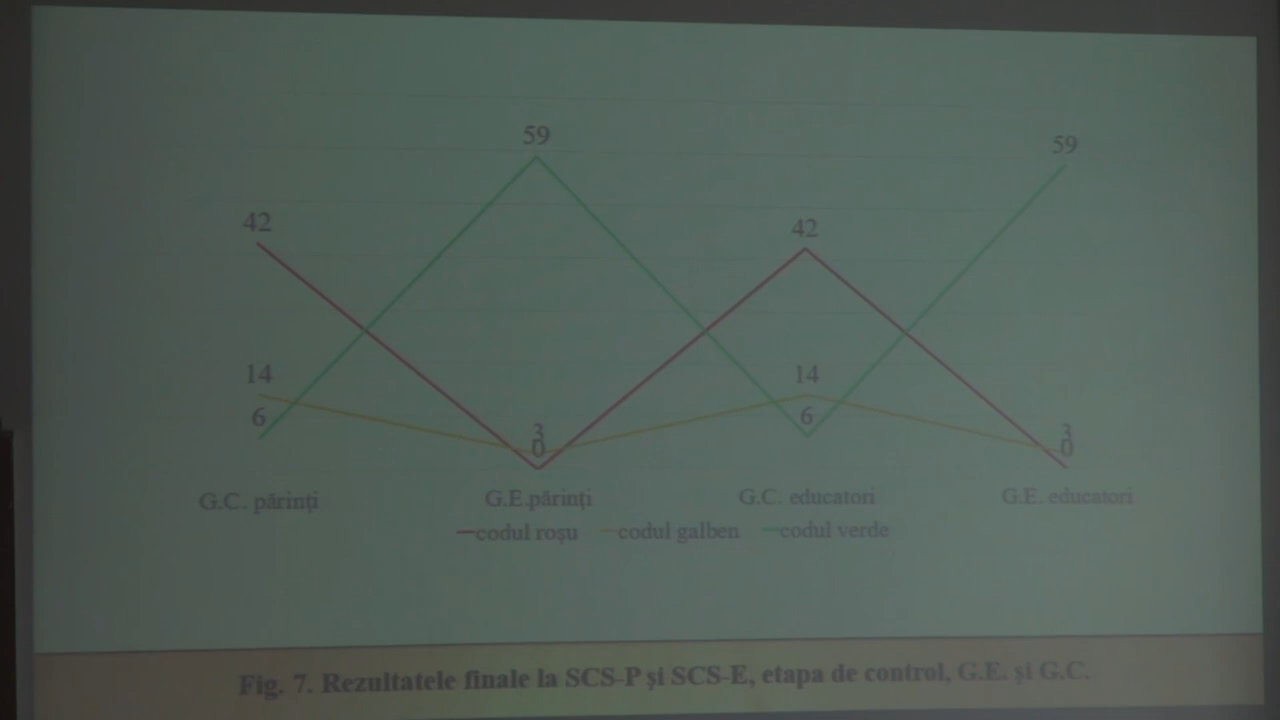 59
59
42
42
14
14
6
6
3
0
3
0
G.C. părinți
G.E.părinți
G.C. educatori
G.E. educatori
codul roșu codul galben codul verde
Fig. 7. Rezultatele finale la SCS-P și SCS-E, etapa de control, G.E. și G.C.